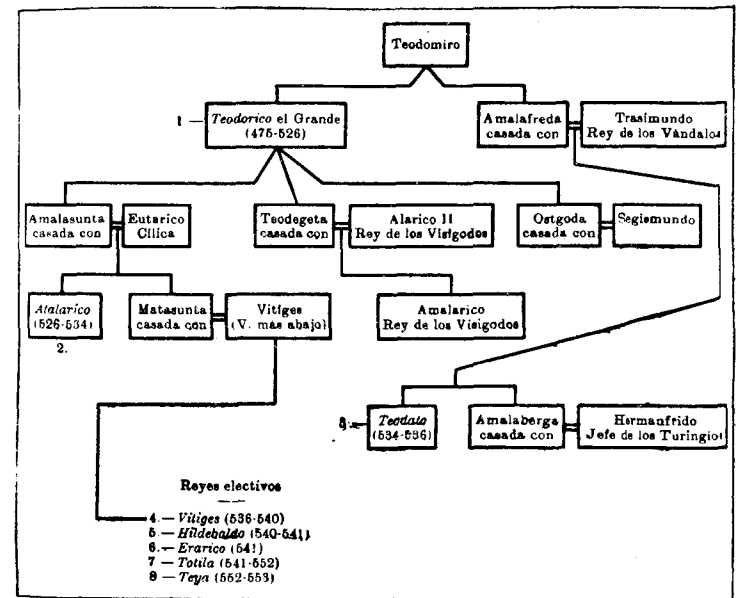 Teodomiro
1 — Teodorico el Grande
(475-526)
Amalafreda
casada con
Trasimundo
Rey de los Vándalos
Amalasunta
casada con
Eutarico
Cilica
Teodegeta
casada con
Alarico II
Rey de los Visigodos
Ostgoda
casada con
Segismundo
Atalarico
(526-534)
2.
Matasunta
casada con
Vitiges
(V. más abajo)
Amalarico
Rey de los Visigodos
3.—
Teodato
(534-536)
Amalaberga
casada con
Hermanfrido
Jefe de los Turingios
Reyes electivos
4.— Vitiges (536-540)
5.— Hildebaldo (540-541)
6.— Erarico (541)
7 — Totila (541-552)
8 — Teya (552-553)